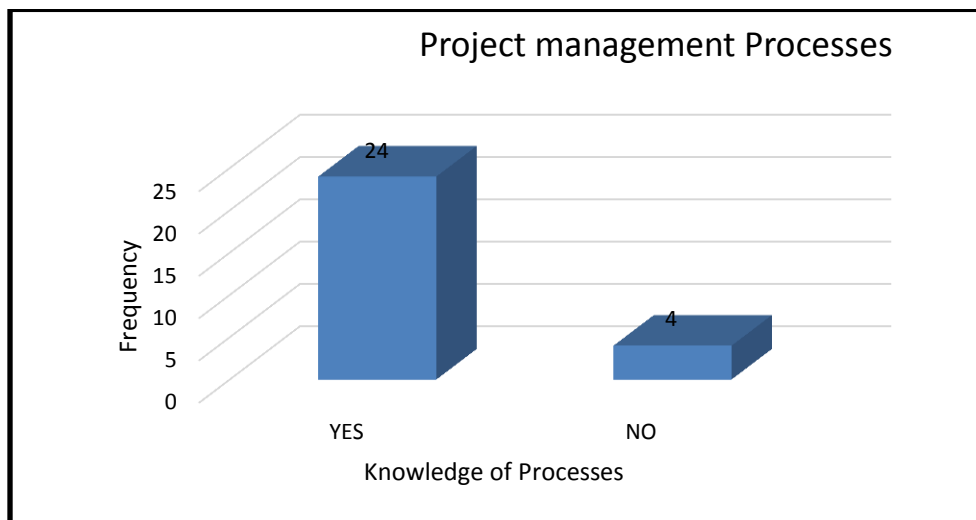 Project management Processes
24
25
20
15
10
5
0
4
Frequency
YES
NO
Knowledge of Processes